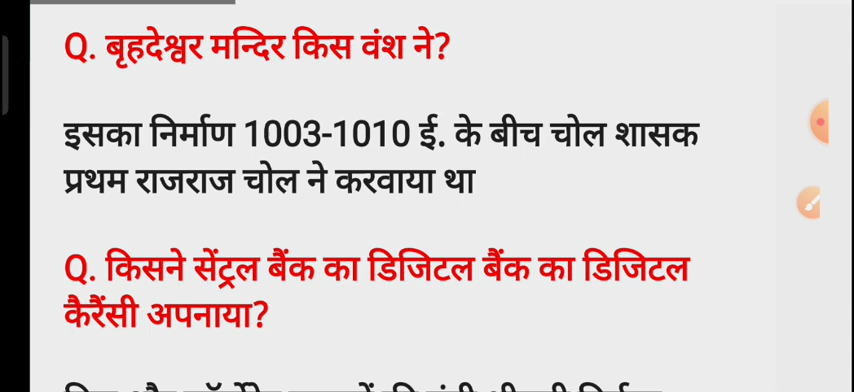 Q. बृहदेश्वर मन्दिर किस वंश ने?
इसका निर्माण 1003-1010 ई. के बीच चोल शासक
प्रथम राजराज चोल ने करवाया था
Q. किसने सेंट्रल बैंक का डिजिटल बैंक का डिजिटल
कैरैंसी अपनाया?